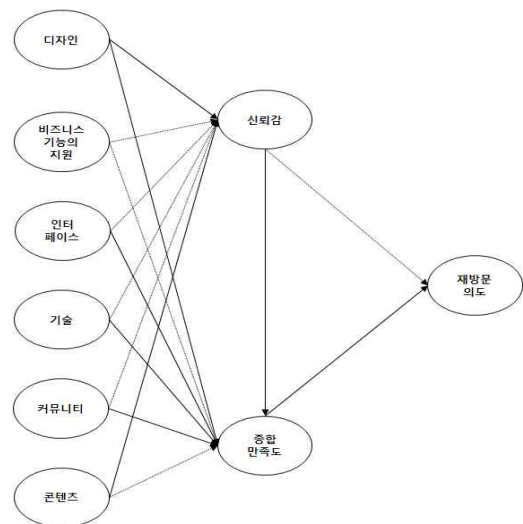 디자인
비즈니스
기능의
지원
인터
페이스
기술
커뮤니티
콘텐츠
신뢰감
종합
만족도
재방문
의도